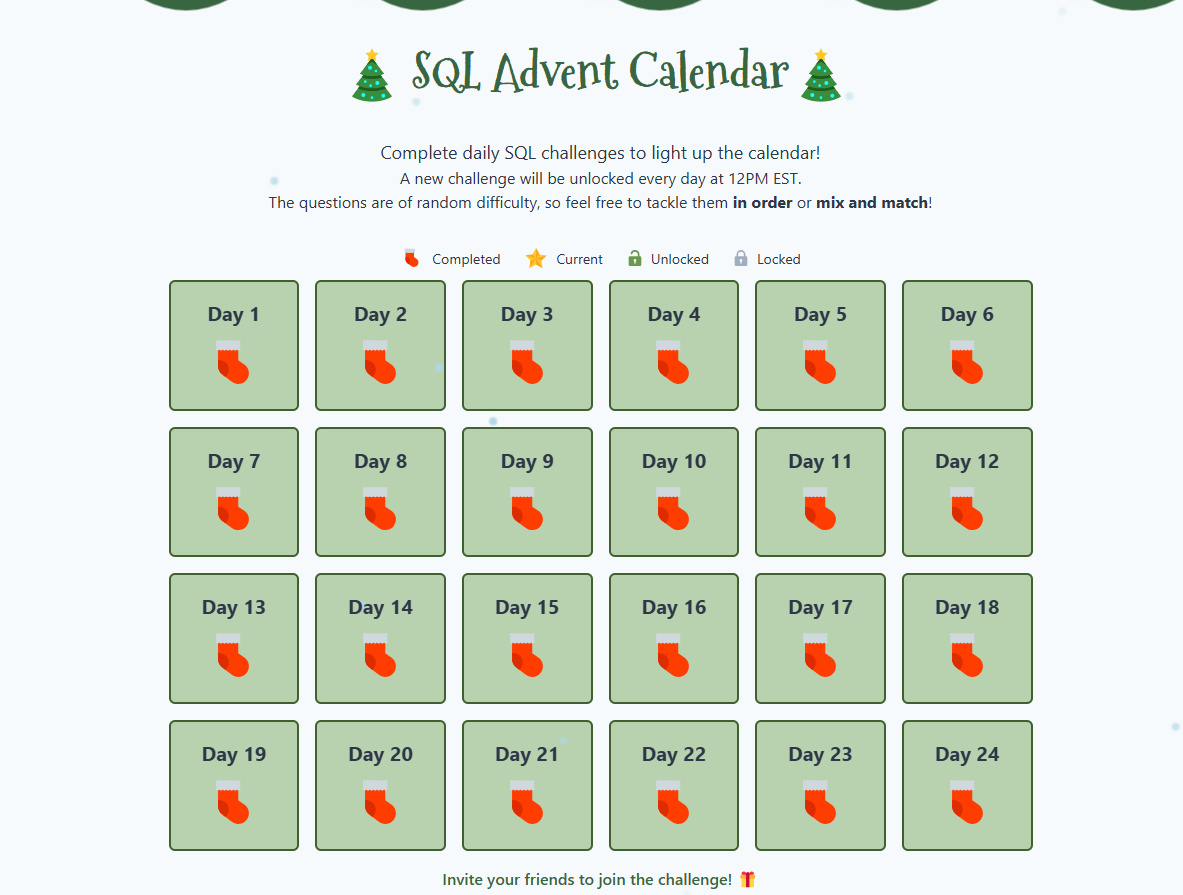 SQL Advent Calendar
Complete daily SQL challenges to light up the calendar!
A new challenge will be unlocked every day at 12PM EST.
The questions are of random difficulty, so feel free to tackle them in order or mix and match!
Completed Current Unlocked Locked
Day 1 Day 2 Day 3 Day 4 Day 5 Day 6
Day 7 Day 8 Day 9 Day 10 Day 11 Day 12
Day 13 Day 14 Day 15 Day 16 Day 17 Day 18
Day 19 Day 20 Day 21 Day 22 Day 23 Day 24
Invite your friends to join the challenge!